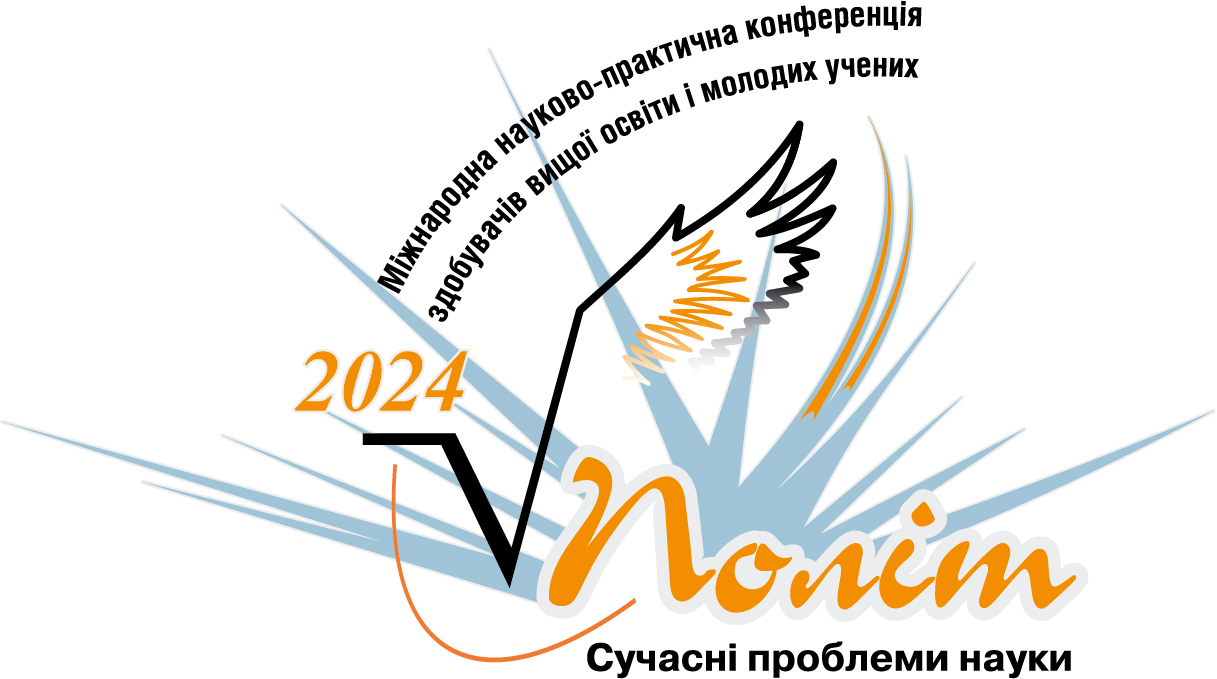 Міжнародна науково-практична конференція
здобувачів вищої освіти і молодих учених
2024
Політ
Сучасні проблеми науки